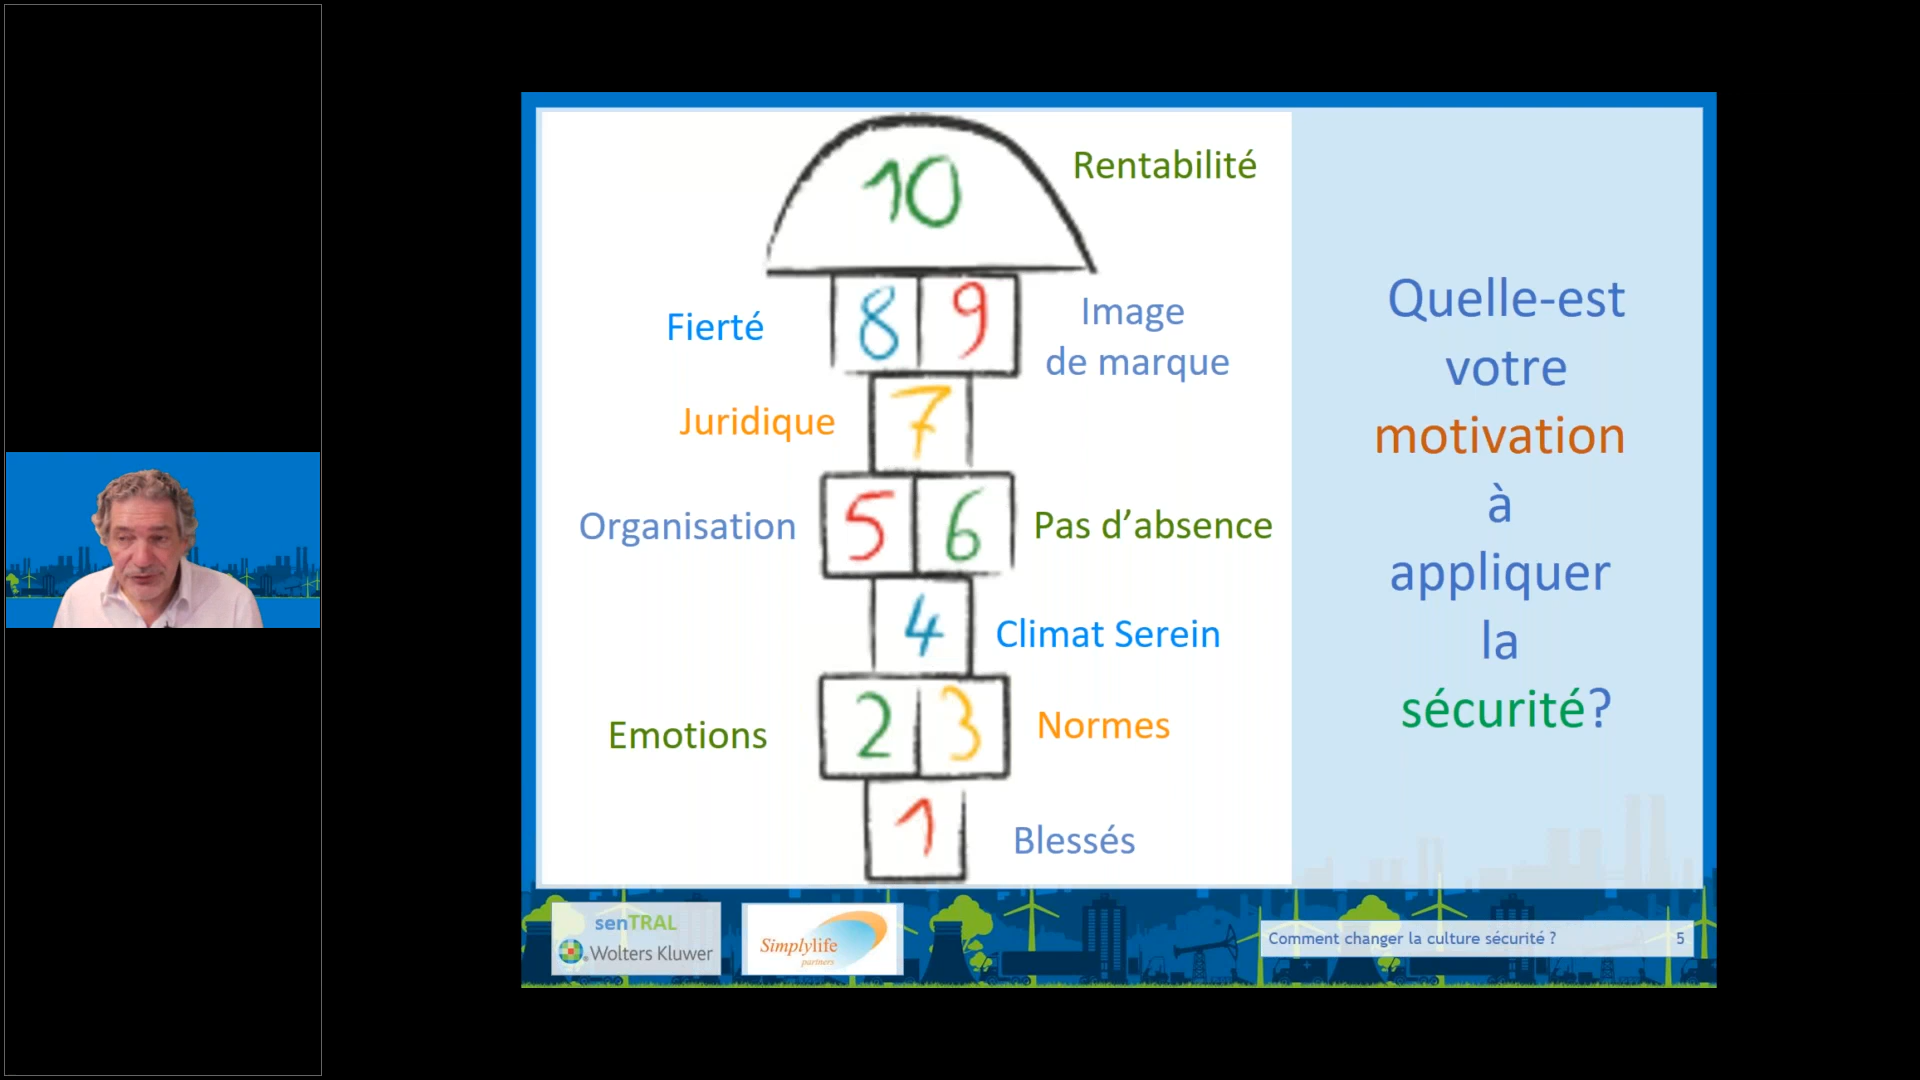 10
Rentabilité
Fierté
8
9
Image
de marque
Juridique
7
Organisation
5
6
Pas d’absence
4
Climat Serein
Emotions
2
3
Normes
1
Blessés
Quelle-est
votre
motivation
à
appliquer
la
sécurité?
senTRAL
Wolters Kluwer
Simplylife
partners
Comment changer la culture sécurité ?
5